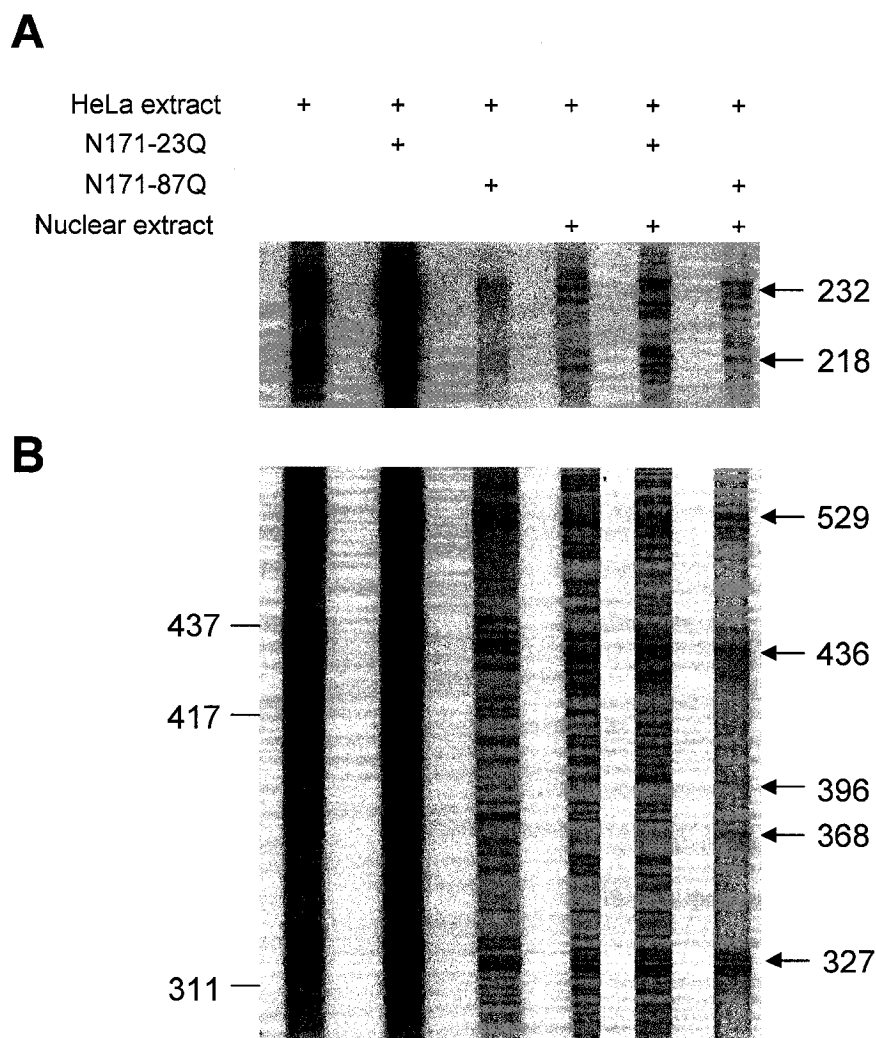 A
HeLa extract + + + + + +
N171-23Q + +
N171-87Q + +
Nuclear extract + + +
232
218
B
529
437
436
417
396
368
327
311